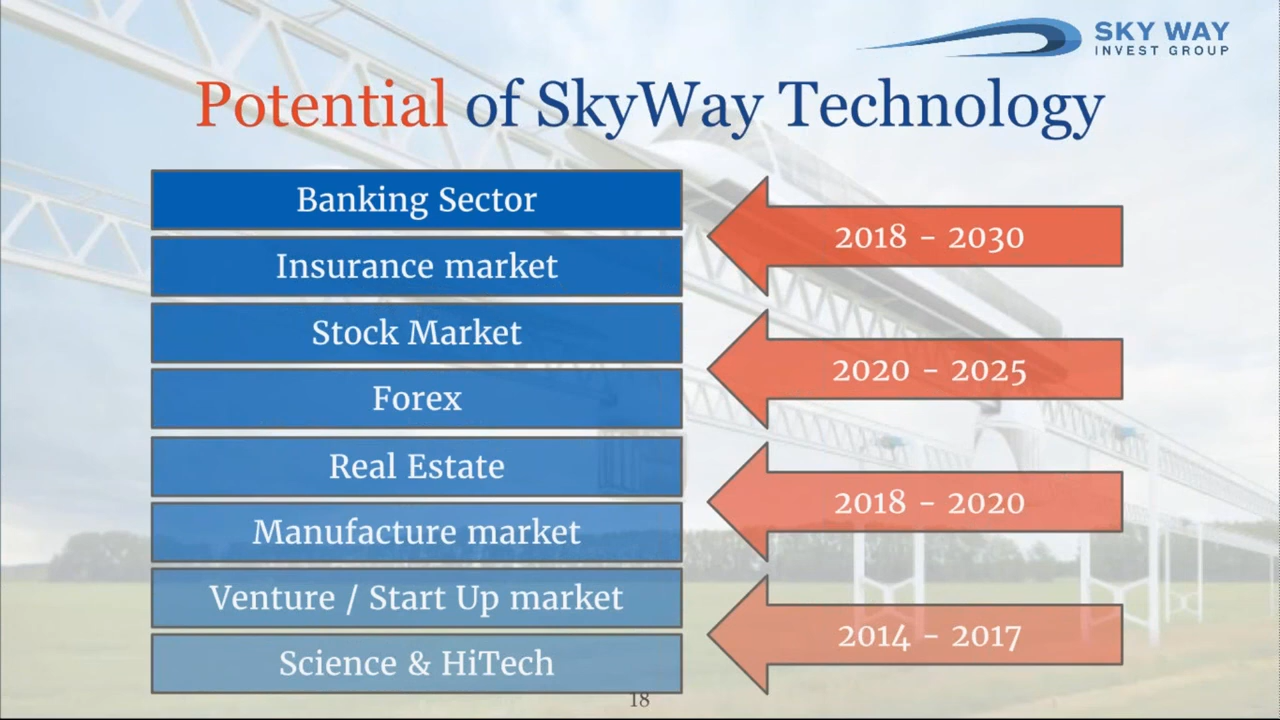 SKY WAY
INVEST GROUP
Potential of SkyWay Technology
Banking Sector
Insurance market
2018 - 2030
Stock Market
Forex
2020 - 2025
Real Estate
Manufacture market
2018 - 2020
Venture / Start Up market
Science & HiTech
2014 - 2017
18